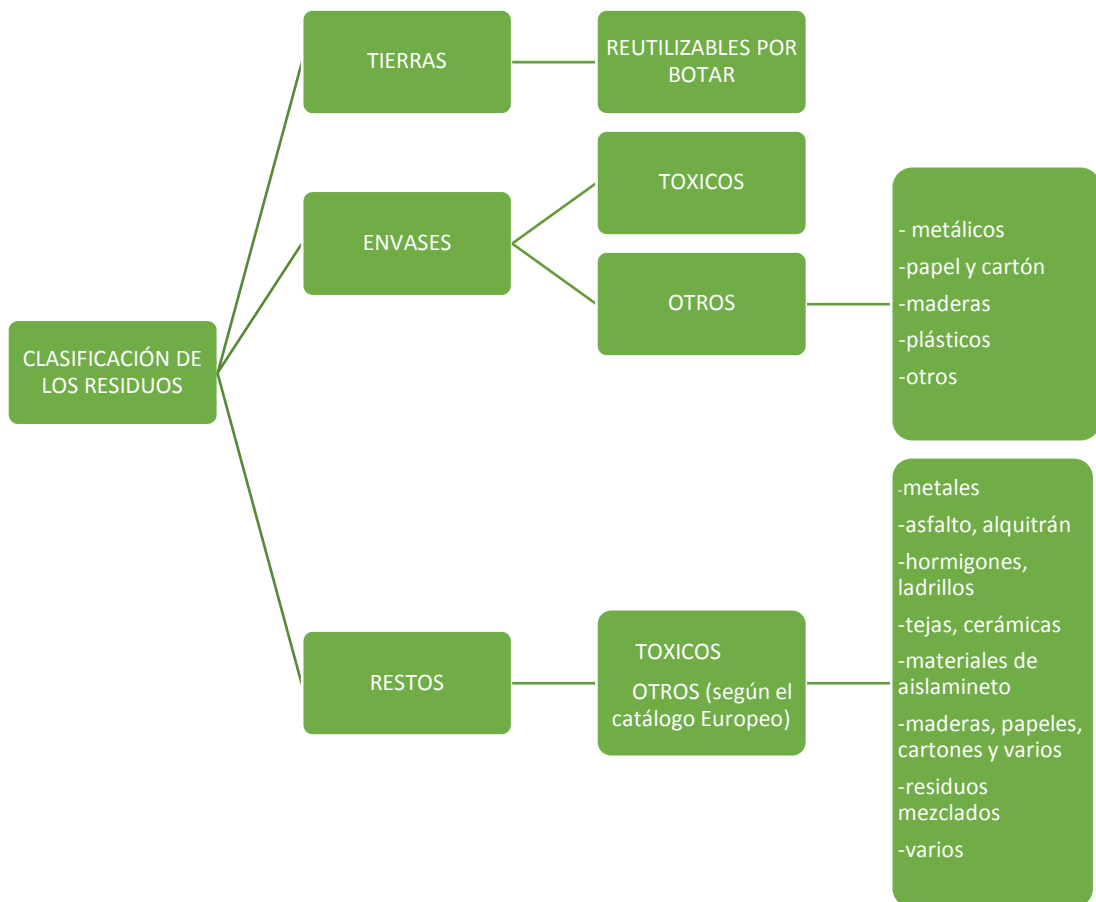 CLASIFICACIÓN DE
LOS RESIDUOS
TIERRAS
REUTILIZABLES POR
BOTAR
ENVASES
TOXICOS
OTROS
- metálicos
-papel y cartón
-maderas
-plásticos
-otros
RESTOS
TOXICOS
OTROS (según el
catálogo Europeo)
-metales
-asfalto, alquitrán
-hormigones,
ladrillos
-tejas, cerámicas
-materiales de
aislamineto
-maderas, papeles,
cartones y varios
-residuos
mezclados
-varios